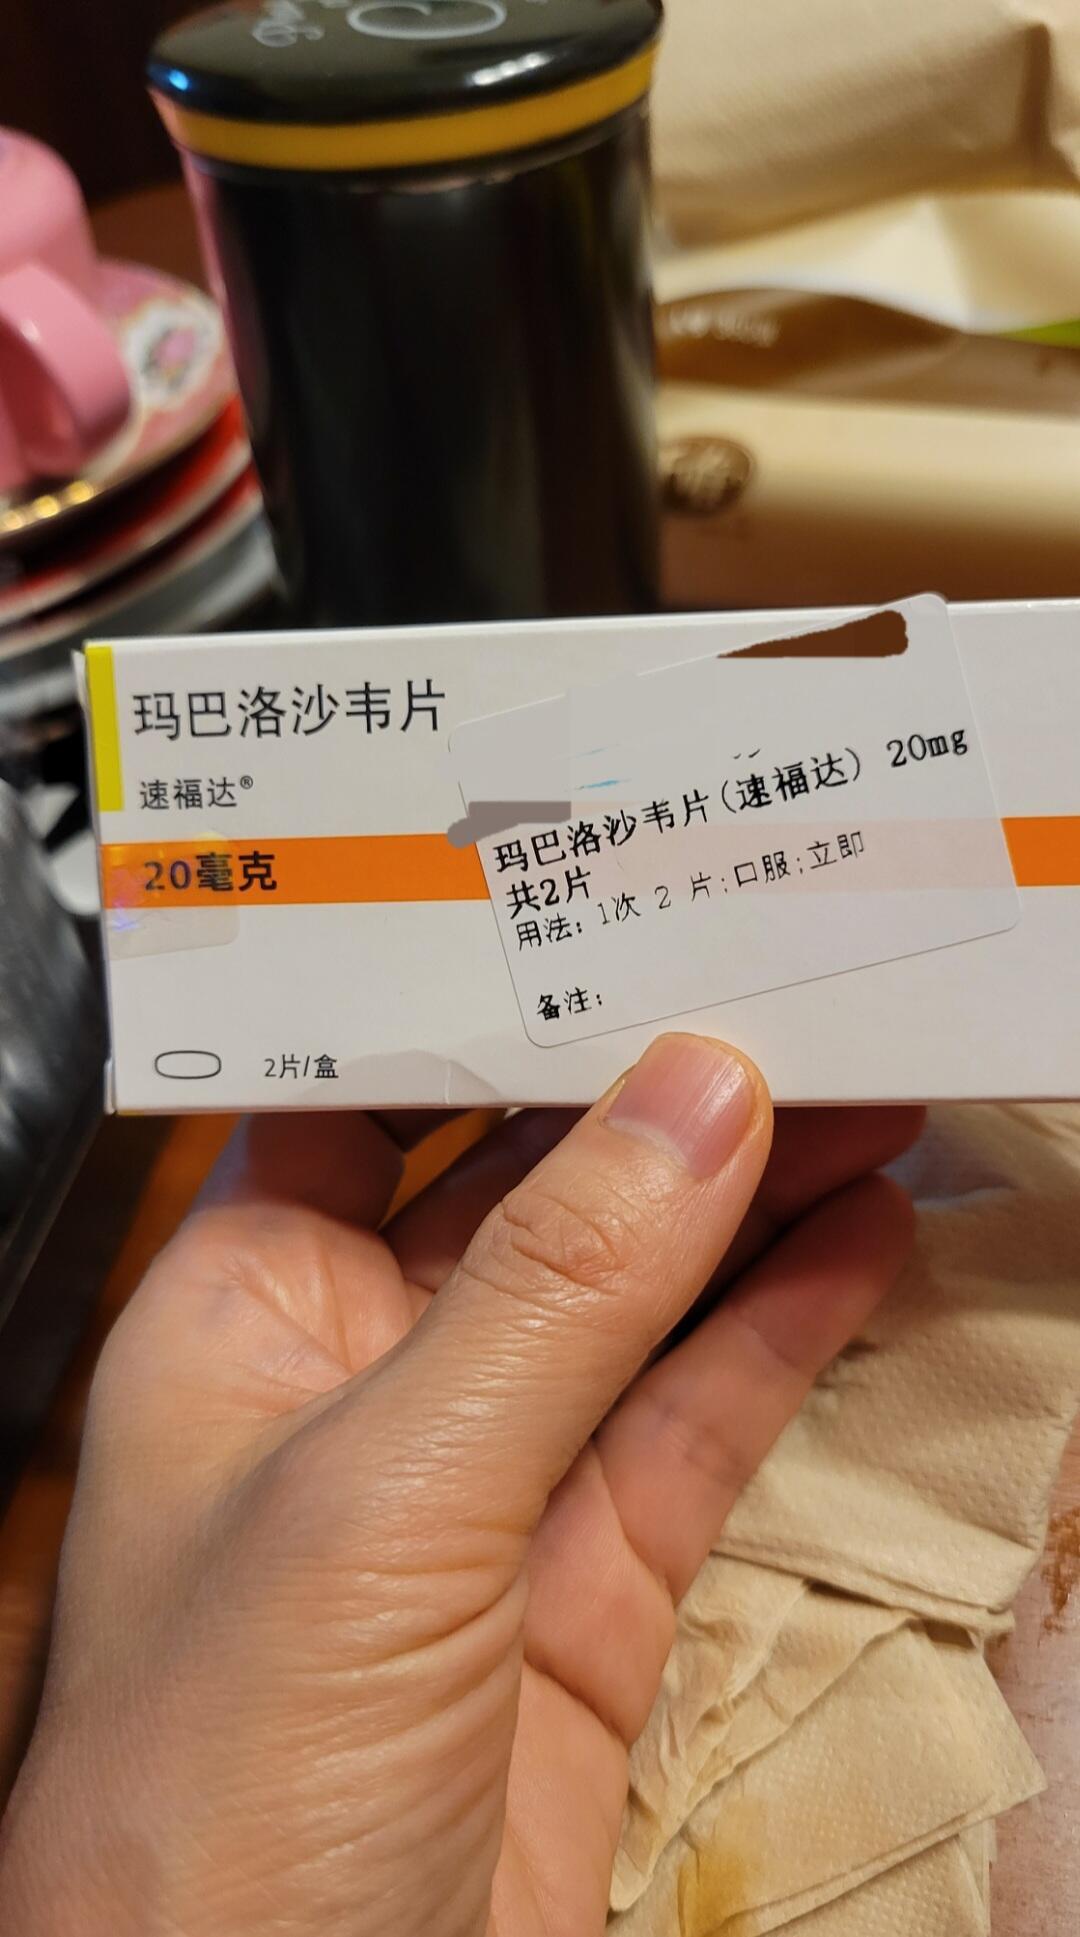 玛巴洛沙韦片
速福达®
20毫克
2片/盒
玛巴洛沙韦片(速福达) 20mg
共2片
用法: 1次 2 片;口服;立即
备注: